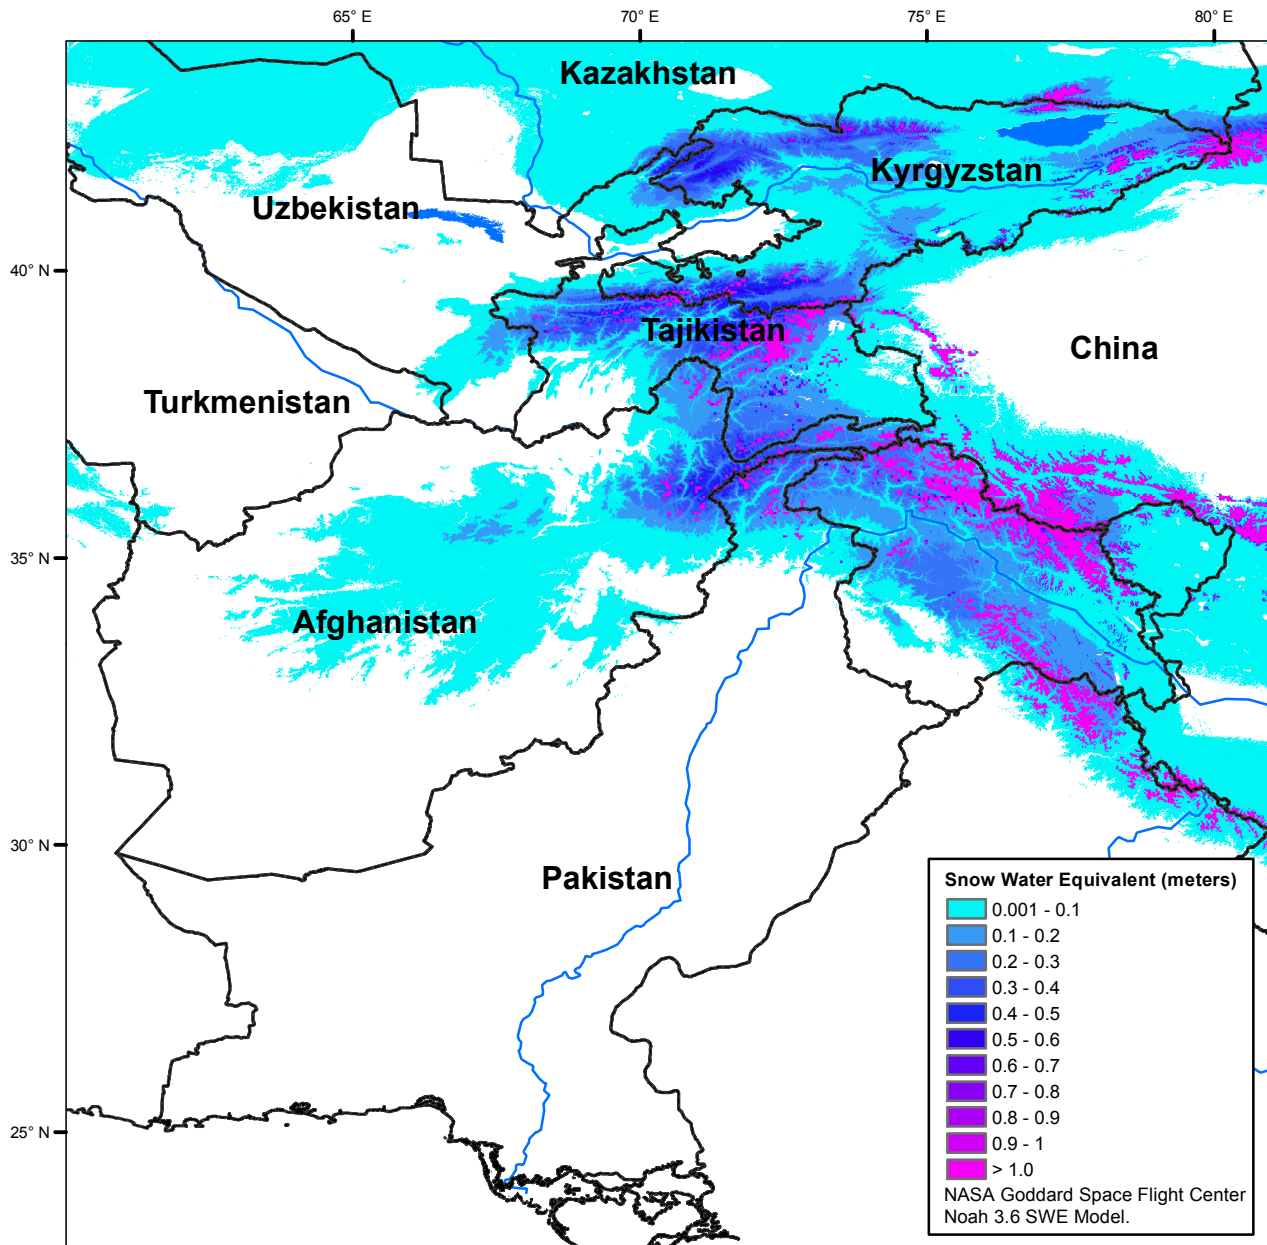 65° E
70° E
75° E
80° E
Kazakhstan
Kyrgyzstan
Uzbekistan
40° N
Tajikistan
China
Turkmenistan
35° N
Afghanistan
30° N
Pakistan
25° N
Snow Water Equivalent (meters)
0.001 - 0.1
0.1 - 0.2
0.2 - 0.3
0.3 - 0.4
0.4 - 0.5
0.5 - 0.6
0.6 - 0.7
0.7 - 0.8
0.8 - 0.9
0.9 - 1
> 1.0
NASA Goddard Space Flight Center
Noah 3.6 SWE Model.